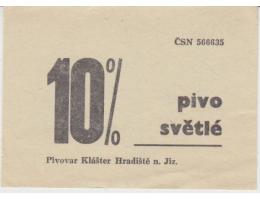 ČSN 566635
10%
pivo
světlé
Pivovar Klášter Hradiště n. Jiz.